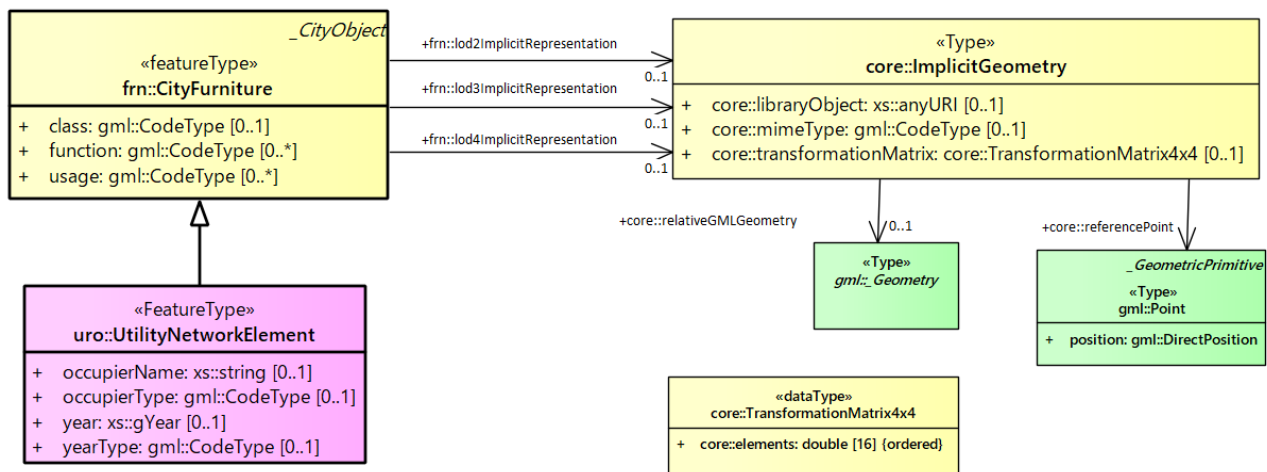 _CityObject
«featureType»
frn::CityFurniture
+ class: gml::CodeType [0..1]
+ function: gml::CodeType [0..*]
+ usage: gml::CodeType [0..*]
+frn::lod2ImplicitRepresentation
0..1
+frn::lod3ImplicitRepresentation
0..1
+frn::lod4ImplicitRepresentation
0..1
«Type»
core::ImplicitGeometry
+ core::libraryObject: xs::anyURI [0..1]
+ core::mimeType: gml::CodeType [0..1]
+ core::transformationMatrix: core::TransformationMatrix4x4 [0..1]
+core::relativeGMLGeometry
0..1
+core::referencePoint
«Type»
gml::_Geometry
_GeometricPrimitive
«Type»
gml::Point
+ position: gml::DirectPosition
«FeatureType»
uro::UtilityNetworkElement
+ occupierName: xs::string [0..1]
+ occupierType: gml::CodeType [0..1]
+ year: xs::gYear [0..1]
+ yearType: gml::CodeType [0..1]
«dataType»
core::TransformationMatrix4x4
+ core::elements: double [16] {ordered}